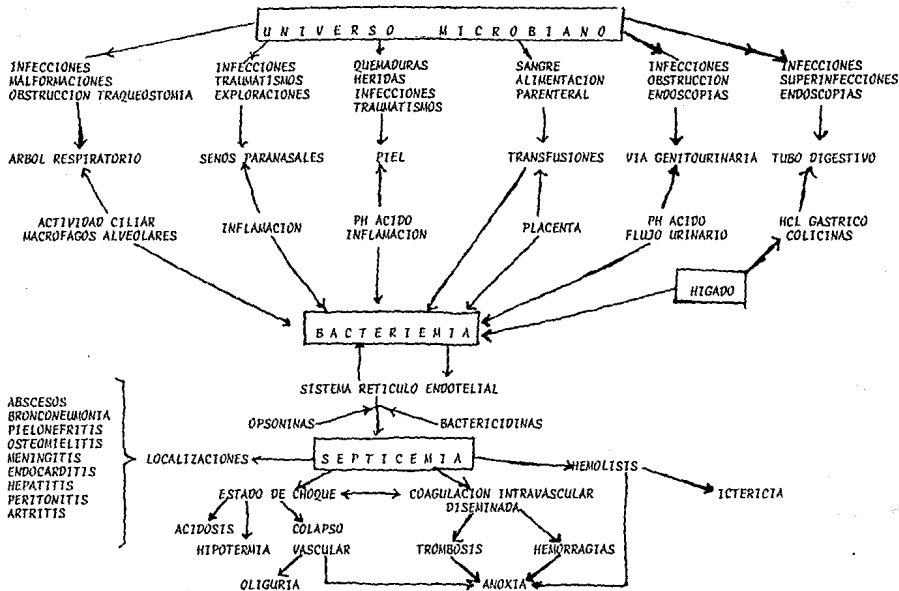 UNIVERSO MICROBIANO
INFECCIONES
MALFORMACIONES
OBSTRUCCION TRAQUEOSTOMIA
INFECCIONES
TRAUMATISMOS
EXPLORACIONES
QUEMADURAS
HERIDAS
INFECCIONES
TRAUMATISMOS
SANGRE
ALIMENTACION
PARENTERAL
INFECCIONES
OBSTRUCCION
ENDOSCOPIAS
INFECCIONES
SUPERINFECCIONES
ENDOSCOPIAS
ARBOL RESPIRATORIO
SENOS PARANASALES
PIEL
TRANSFUSIONES
VIA GENITOURINARIA
TUBO DIGESTIVO
ACTIVIDAD CILIAR
MACROFAGOS ALVEOLARES
INFLAMACION
PH ACIDO
INFLAMACION
PLACENTA
PH ACIDO
FLUJO URINARIO
HCL GASTRICO
COLICINAS
HIGADO
BACTERIEMIA
SISTEMA RETICULO ENDOTELIAL
OPSONINAS
BACTERICIDINAS
ABSCESOS
BRONCONEUMONIA
PIELONEFRITIS
OSTEOMIELITIS
MENINGITIS
ENDOCARDITIS
HEPATITIS
PERITONITIS
ARTRITIS
LOCALIZACIONES
SEPTICEMIA
HEMOLISIS
ICTERICIA
ESTADO DE CHOQUE
COAGULACION INTRAVASCULAR
DISEMINADA
ACIDOSIS
HIPOTERMIA
COLAPSO
VASCULAR
TROMBOSIS
HEMORRAGIAS
OLIGURIA
ANOXIA